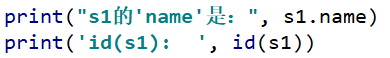 print("s1的'name'是：", s1.name)
print('id(s1)： ', id(s1))